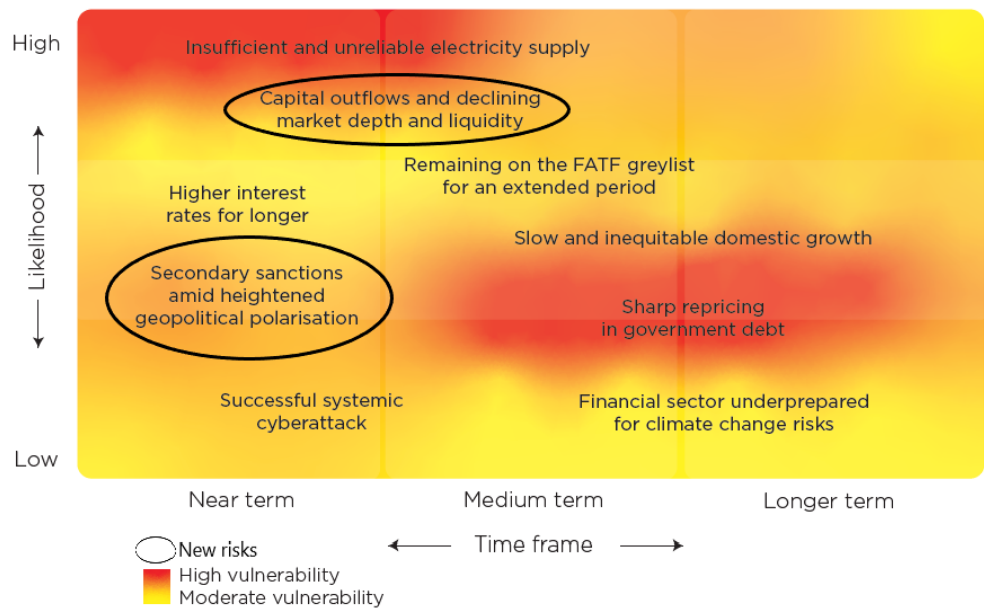 High
Insufficient and unreliable electricity supply
Capital outflows and declining
market depth and liquidity
Remaining on the FATF greylist
for an extended period
Higher interest
rates for longer
Likelihood
Slow and inequitable domestic growth
Secondary sanctions
amid heightened
geopolitical polarisation
Sharp repricing
in government debt
Successful systemic
cyberattack
Financial sector underprepared
for climate change risks
Low
Near term
Medium term
Longer term
Time frame
New risks
High vulnerability
Moderate vulnerability